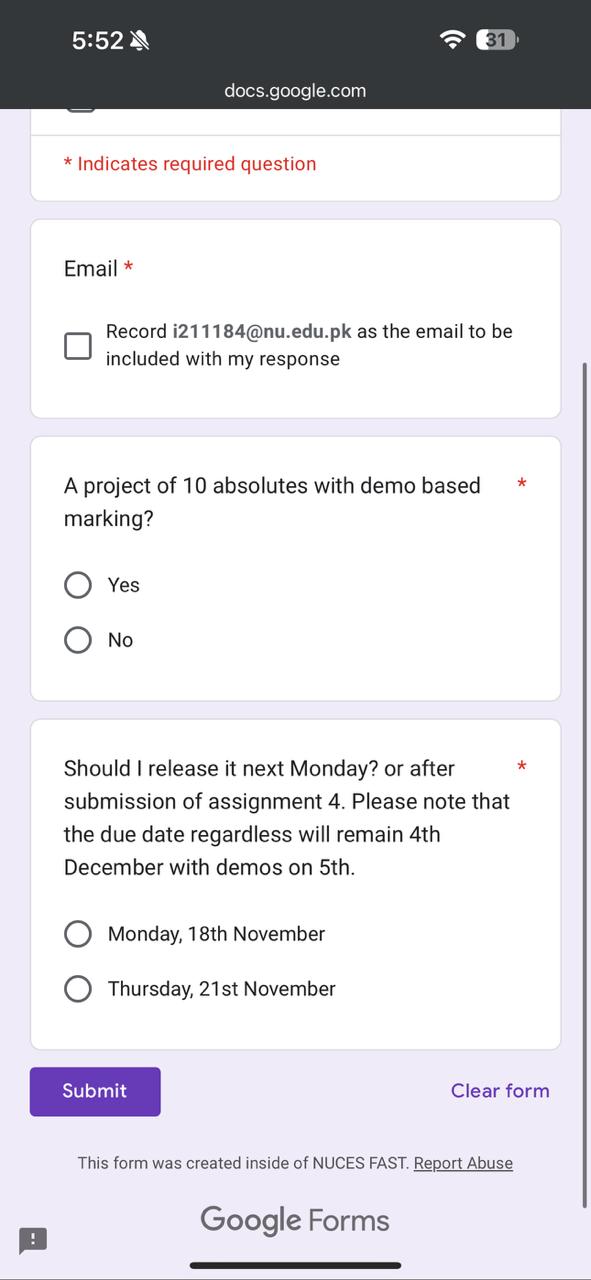 5:52
31
docs.google.com
* Indicates required question
Email *
Record i211184@nu.edu.pk as the email to be
included with my response
A project of 10 absolutes with demo based *
marking?
Yes
No
Should I release it next Monday? or after *
submission of assignment 4. Please note that
the due date regardless will remain 4th
December with demos on 5th.
Monday, 18th November
Thursday, 21st November
Submit
Clear form
This form was created inside of NUCES FAST. Report Abuse
Google Forms